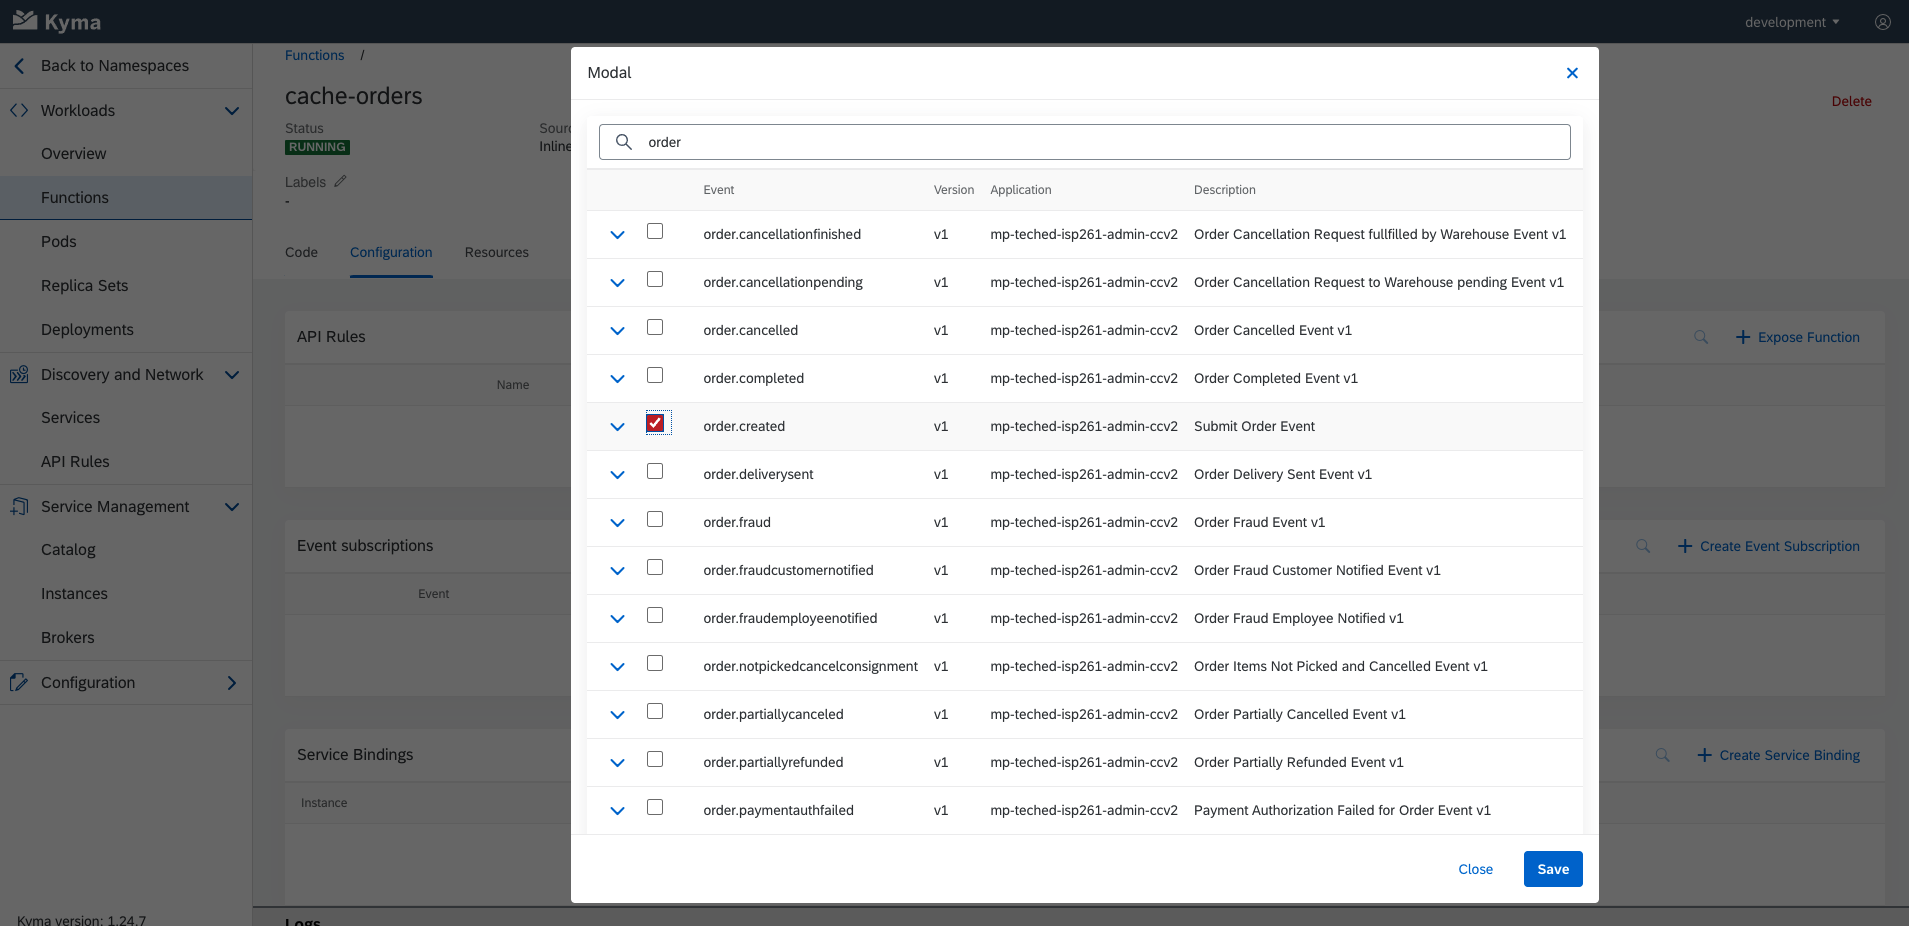 Kyma
development
Back to Namespaces
Workloads
Overview
Functions
Pods
Replica Sets
Deployments
Discovery and Network
Services
API Rules
Service Management
Catalog
Instances
Brokers
Configuration
Kyma version: 1.24.7
Functions /
cache-orders
Delete
Status
RUNNING
Inline
Labels
-
Code Configuration Resources
API Rules
Expose Function
Name
Event subscriptions
Create Event Subscription
Event
Service Bindings
Create Service Binding
Instance
Logs
Modal
order
Event Version Application Description
order.cancellationfinished v1 mp-teched-isp261-admin-ccv2 Order Cancellation Request fullfilled by Warehouse Event v1
order.cancellationpending v1 mp-teched-isp261-admin-ccv2 Order Cancellation Request to Warehouse pending Event v1
order.cancelled v1 mp-teched-isp261-admin-ccv2 Order Cancelled Event v1
order.completed v1 mp-teched-isp261-admin-ccv2 Order Completed Event v1
order.created v1 mp-teched-isp261-admin-ccv2 Submit Order Event
order.deliverysent v1 mp-teched-isp261-admin-ccv2 Order Delivery Sent Event v1
order.fraud v1 mp-teched-isp261-admin-ccv2 Order Fraud Event v1
order.fraudcustomernotified v1 mp-teched-isp261-admin-ccv2 Order Fraud Customer Notified Event v1
order.fraudemployeenotified v1 mp-teched-isp261-admin-ccv2 Order Fraud Employee Notified v1
order.notpickedcancelconsignment v1 mp-teched-isp261-admin-ccv2 Order Items Not Picked and Cancelled Event v1
order.partiallycanceled v1 mp-teched-isp261-admin-ccv2 Order Partially Cancelled Event v1
order.partiallyrefunded v1 mp-teched-isp261-admin-ccv2 Order Partially Refunded Event v1
order.paymentauthfailed v1 mp-teched-isp261-admin-ccv2 Payment Authorization Failed for Order Event v1
Close Save